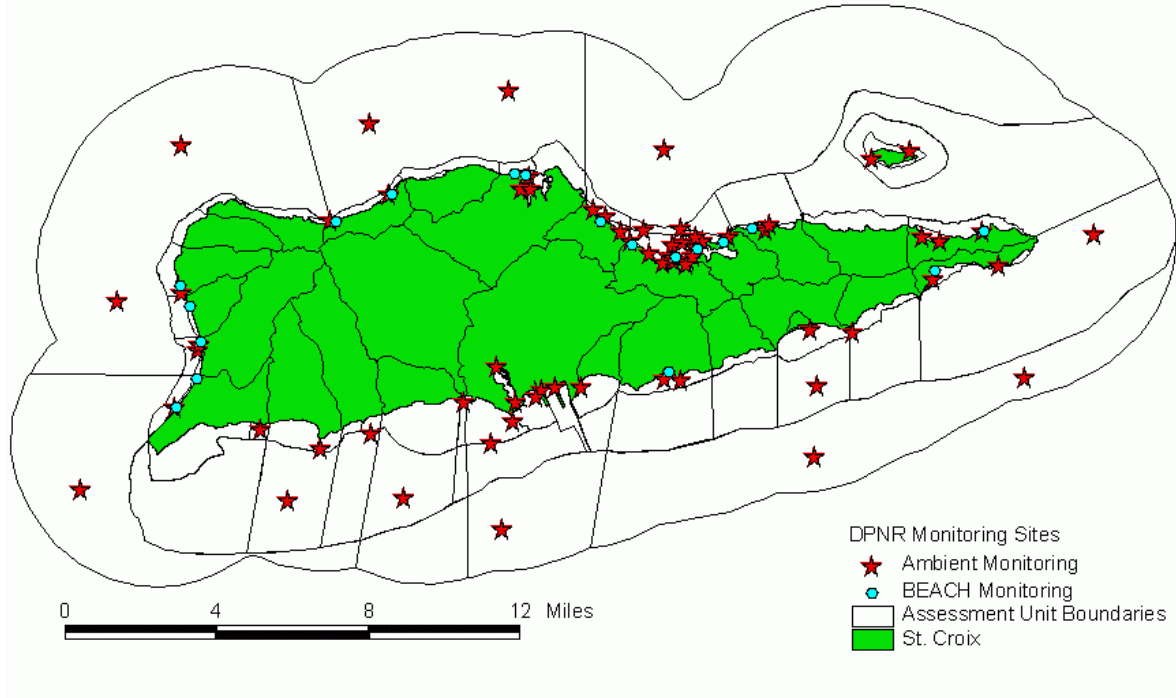 DPNR Monitoring Sites
Ambient Monitoring
BEACH Monitoring
Assessment Unit Boundaries
St. Croix
0 4 8 12 Miles